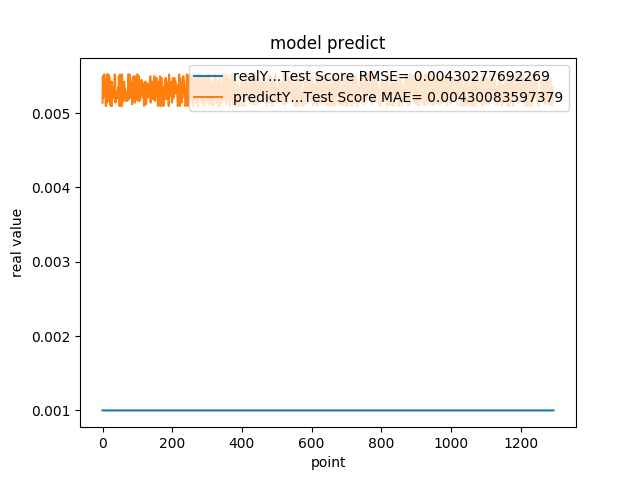 model predict
realY...Test Score RMSE= 0.00430277692269
predictY...Test Score MAE= 0.00430083597379
0.005
0.004
0.003
0.002
0.001
real value
0 200 400 600 800 1000 1200
point